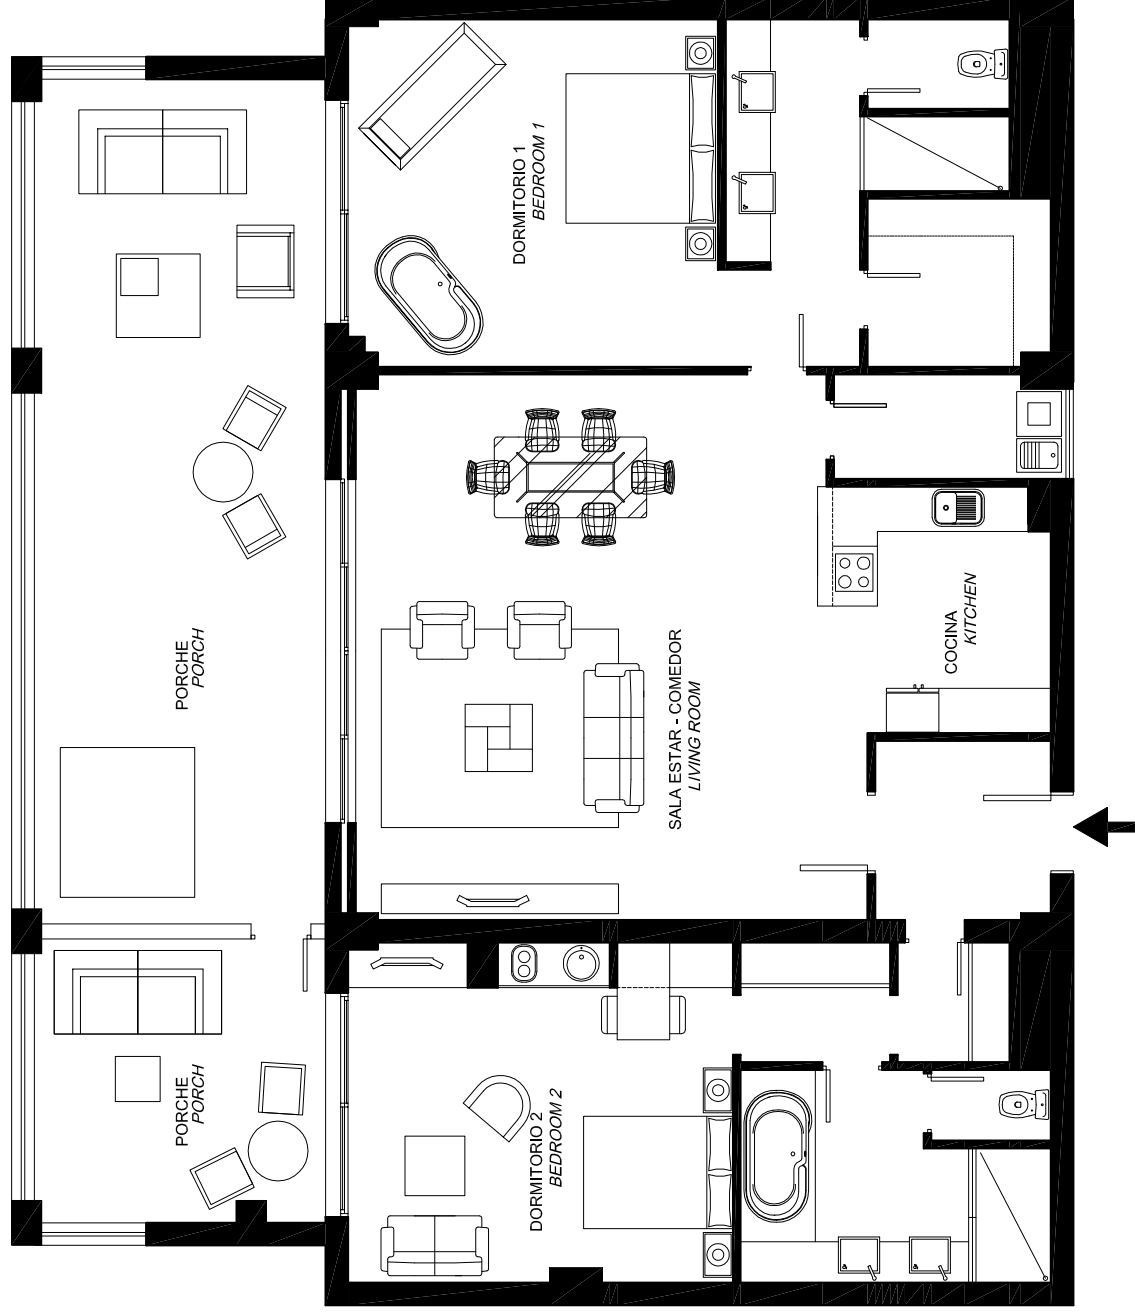 DORMITORIO 1
BEDROOM 1
PORCHE
PORCH
SALA ESTAR - COMEDOR
LIVING ROOM
COCINA
KITCHEN
PORCHE
PORCH
DORMITORIO 2
BEDROOM 2